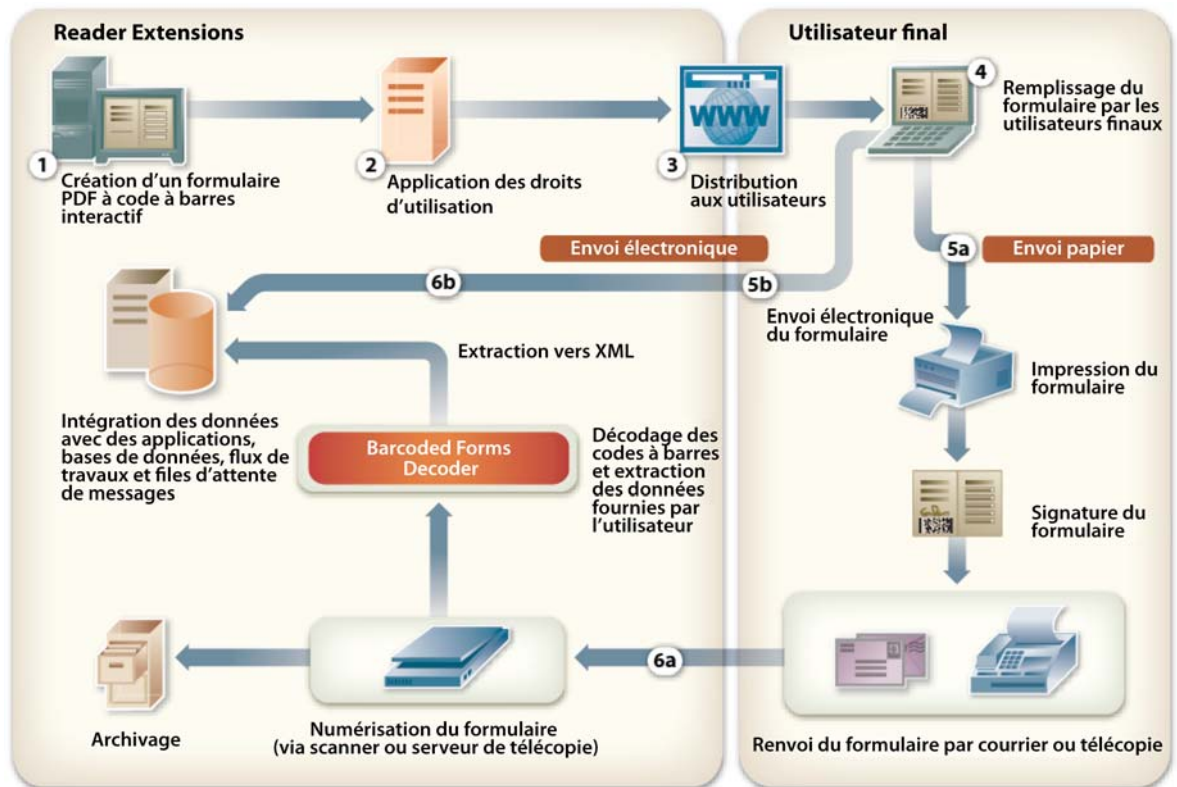 Reader Extensions
Utilisateur final
1
Création d'un formulaire
PDF à code à barres
interactif
2
Application des droits
d'utilisation
WWW
3
Distribution
aux utilisateurs
4
Remplissage du
formulaire par les
utilisateurs finaux
Envoi électronique
5a
Envoi papier
6b
5b
Envoi électronique
du formulaire
Impression du
formulaire
Extraction vers XML
Intégration des données
avec des applications,
bases de données, flux de
travaux et files d'attente
de messages
Barcoded Forms
Decoder
Décodage des
codes à barres
et extraction
des données
fournies par
l'utilisateur
Signature du
formulaire
6a
Archivage
Numérisation du formulaire
(via scanner ou serveur de télécopie)
Renvoi du formulaire par courrier ou télécopie